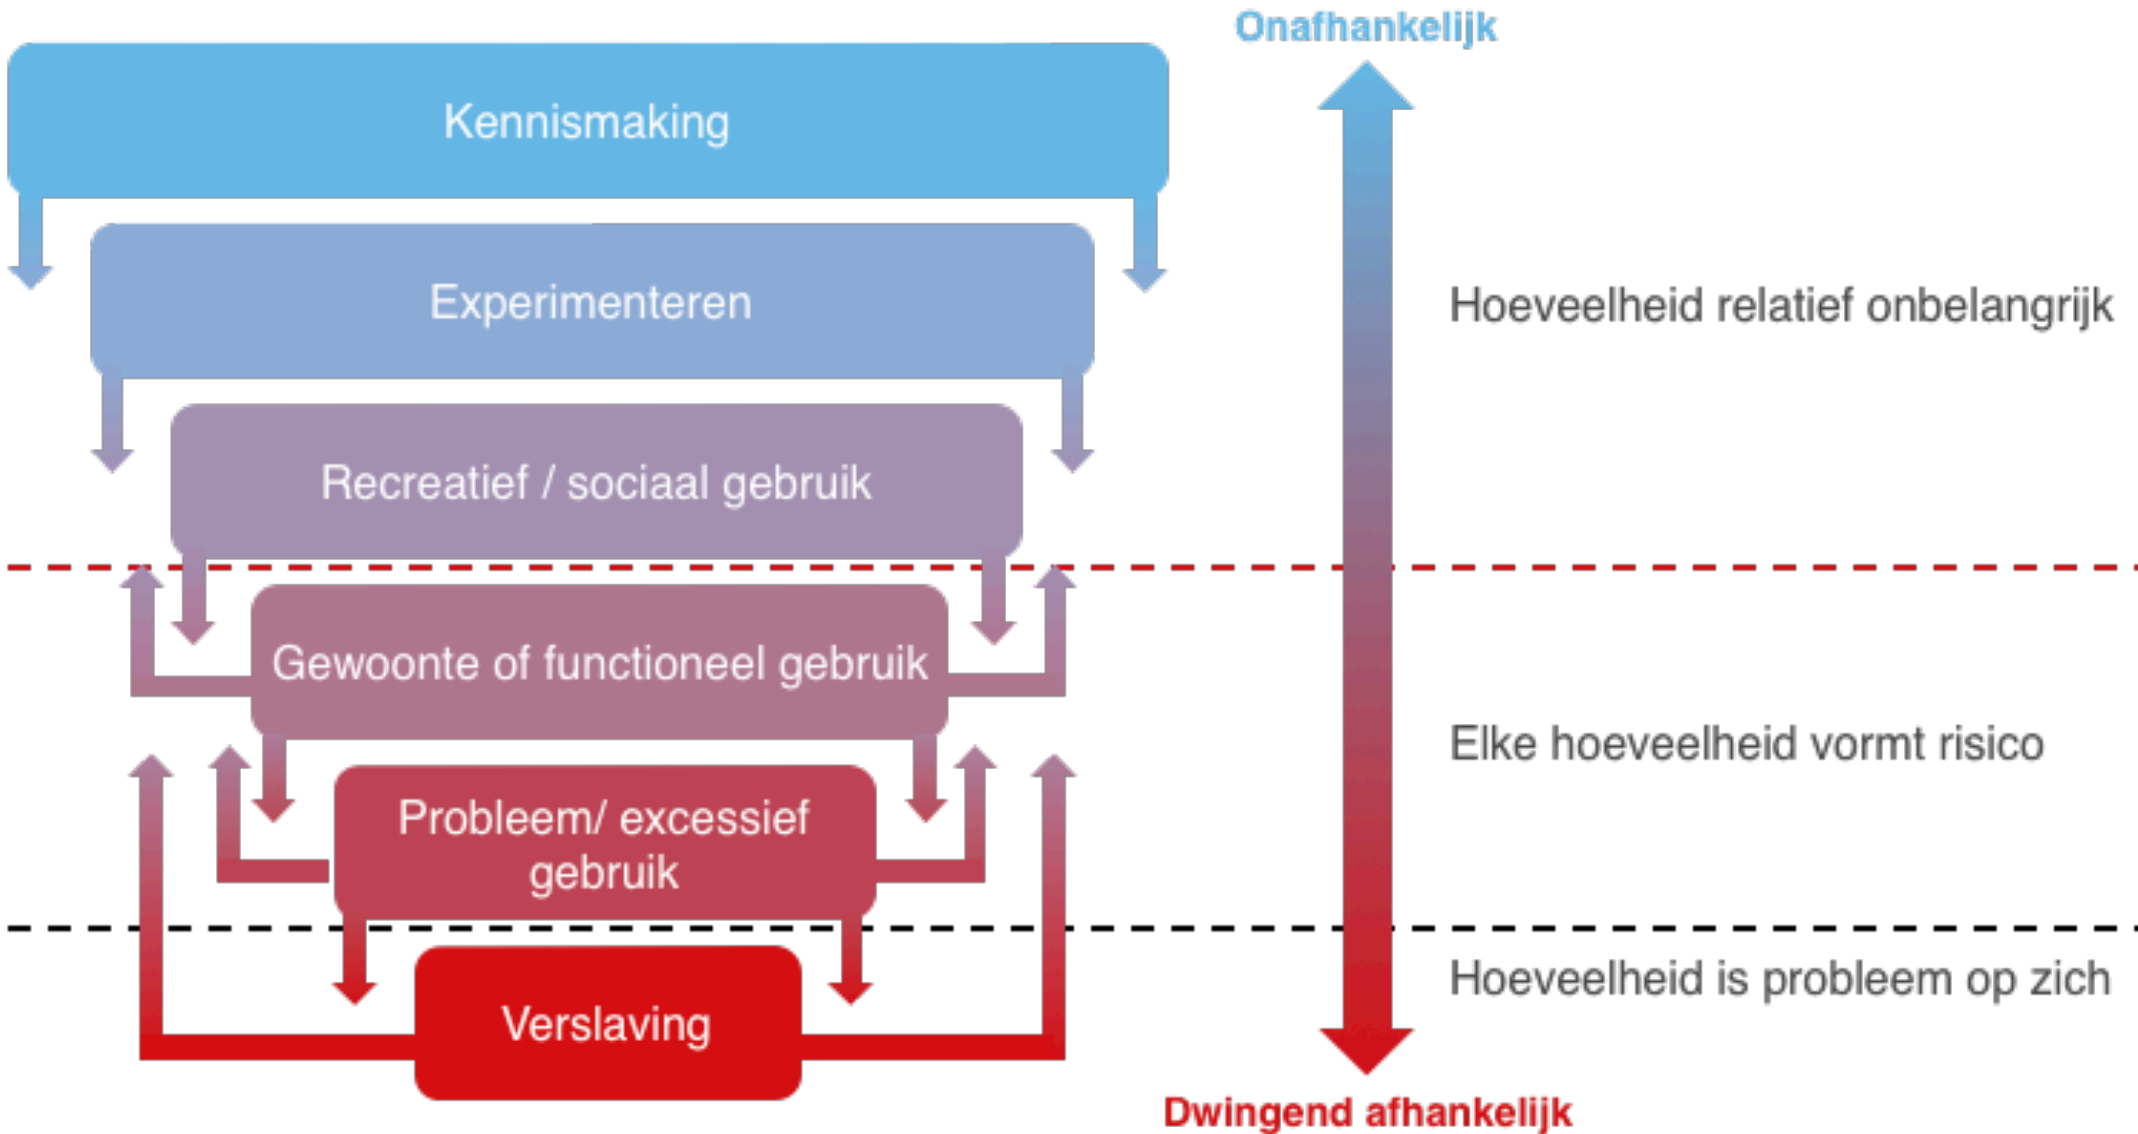 Onafhankelijk
Kennismaking
Experimenteren
Hoeveelheid relatief onbelangrijk
Recreatief / sociaal gebruik
Gewoonte of functioneel gebruik
Elke hoeveelheid vormt risico
Probleem/ excessief
gebruik
Hoeveelheid is probleem op zich
Verslaving
Dwingend afhankelijk